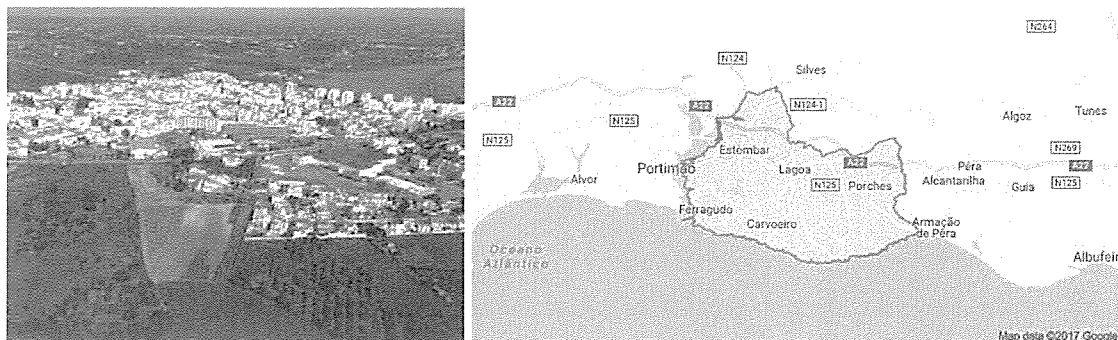 N264
N124
Silves
A22
N124-1
A22
N125
Algoz
Tunes
N125
Estombar
N269
Portimão
Lagoa
A22
Pêra
A22
Alvor
N125
Porches
Alcantarilha
Guia
N125
Ferragudo
Carvoeiro
Armação
de Pêra
Oceano
Atlântico
Albufeir
Map data ©2017 Google